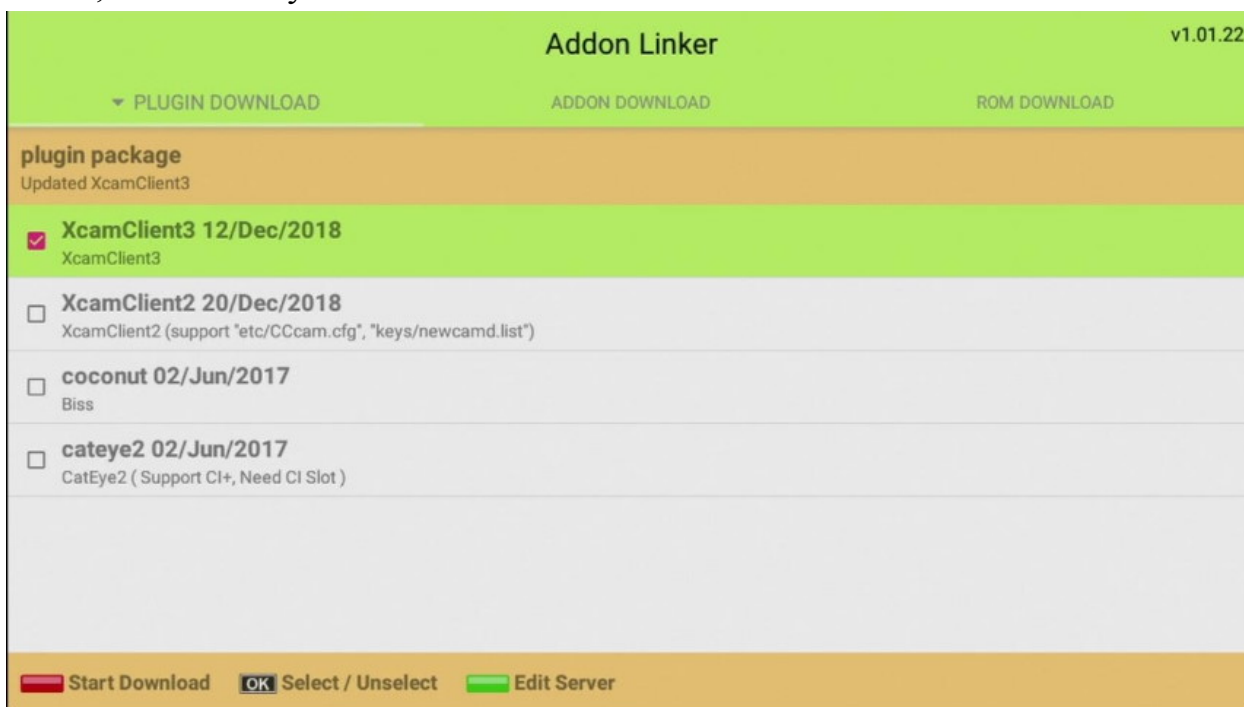 Addon Linker
v1.01.22
PLUGIN DOWNLOAD
ADDON DOWNLOAD
ROM DOWNLOAD
plugin package
Updated XcamClient3
XcamClient3 12/Dec/2018
XcamClient3
XcamClient2 20/Dec/2018
XcamClient2 (support "etc/CCcam.cfg", "keys/newcamd.list")
coconut 02/Jun/2017
Biss
cateye2 02/Jun/2017
CatEye2 ( Support CI+, Need CI Slot )
Start Download OK Select / Unselect Edit Server